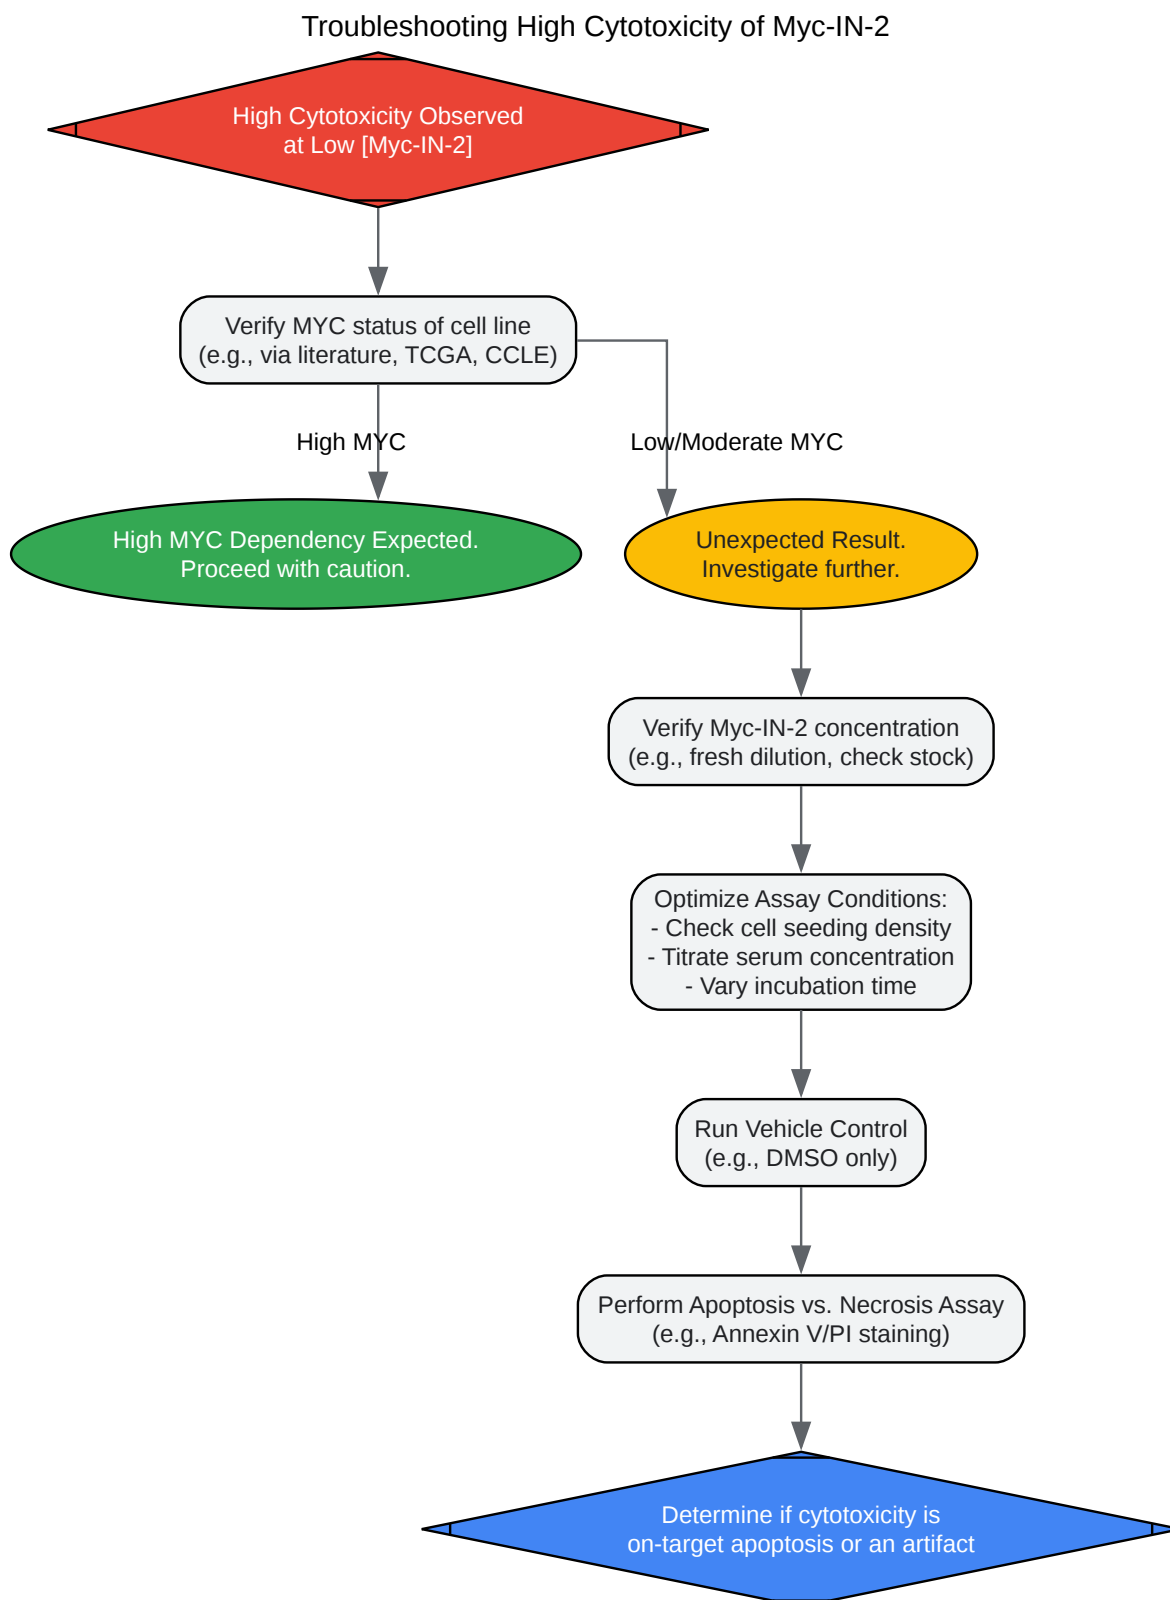 Troubleshooting High Cytotoxicity of Myc-IN-2
High Cytotoxicity Observed
at Low [Myc-IN-2]
Verify MYC status of cell line
(e.g., via literature, TCGA, CCLE)
High MYC
Low/Moderate MYC
High MYC Dependency Expected.
Proceed with caution.
Unexpected Result.
Investigate further.
Verify Myc-IN-2 concentration
(e.g., fresh dilution, check stock)
Optimize Assay Conditions:
- Check cell seeding density
- Titrate serum concentration
- Vary incubation time
Run Vehicle Control
(e.g., DMSO only)
Perform Apoptosis vs. Necrosis Assay
(e.g., Annexin V/PI staining)
Determine if cytotoxicity is
on-target apoptosis or an artifact